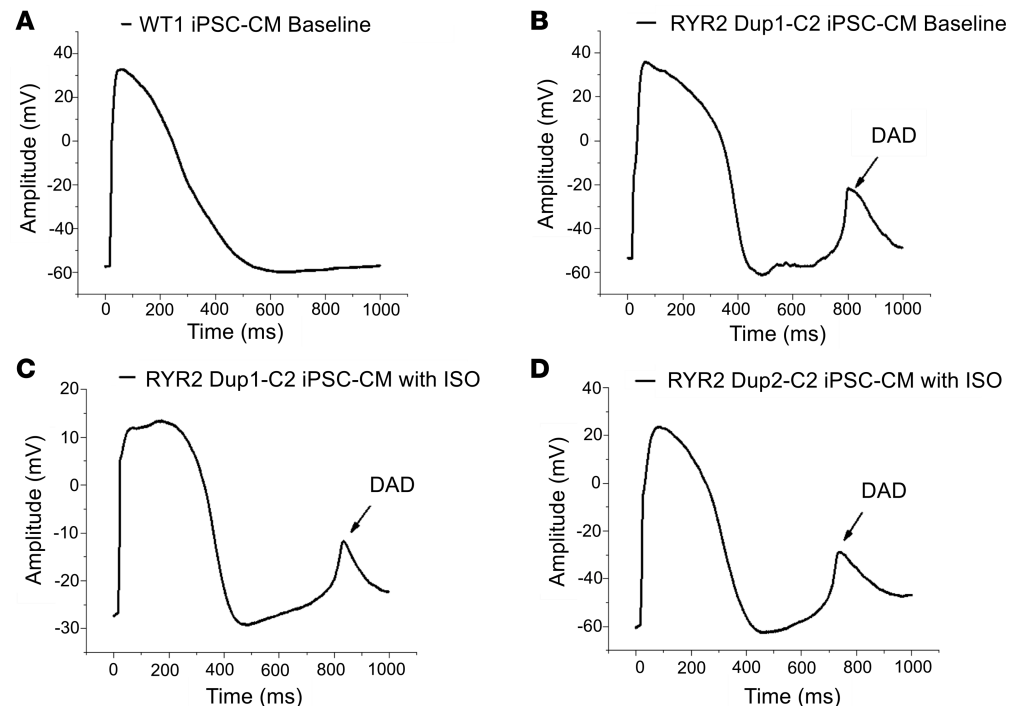 A
WT1 iPSC-CM Baseline
Amplitude (mV)
40
20
0
-20
-40
-60
0 200 400 600 800 1000
Time (ms)
B
RYR2 Dup1-C2 iPSC-CM Baseline
Amplitude (mV)
40
20
0
-20
-40
-60
DAD
0 200 400 600 800 1000
Time (ms)
C
RYR2 Dup1-C2 iPSC-CM with ISO
Amplitude (mV)
20
10
0
-10
-20
-30
DAD
0 200 400 600 800 1000
Time (ms)
D
RYR2 Dup2-C2 iPSC-CM with ISO
Amplitude (mV)
40
20
0
-20
-40
-60
DAD
0 200 400 600 800 1000
Time (ms)